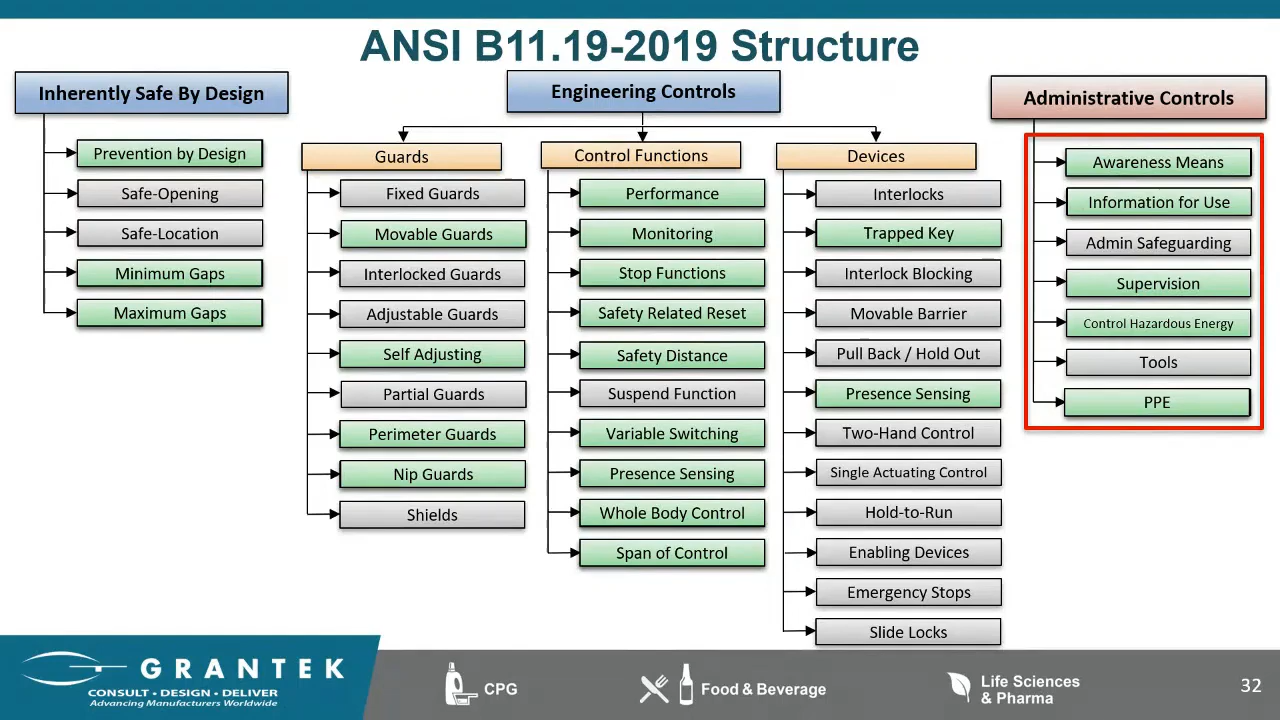 ANSI B11.19-2019 Structure
Inherently Safe By Design
Prevention by Design
Safe-Opening
Safe-Location
Minimum Gaps
Maximum Gaps
Engineering Controls
Guards
Fixed Guards
Movable Guards
Interlocked Guards
Adjustable Guards
Self Adjusting
Partial Guards
Perimeter Guards
Nip Guards
Shields
Control Functions
Performance
Monitoring
Stop Functions
Safety Related Reset
Safety Distance
Suspend Function
Variable Switching
Presence Sensing
Whole Body Control
Span of Control
Devices
Interlocks
Trapped Key
Interlock Blocking
Movable Barrier
Pull Back / Hold Out
Presence Sensing
Two-Hand Control
Single Actuating Control
Hold-to-Run
Enabling Devices
Emergency Stops
Slide Locks
Administrative Controls
Awareness Means
Information for Use
Admin Safeguarding
Supervision
Control Hazardous Energy
Tools
PPE
GRANTEK
CONSULT • DESIGN • DELIVER
Advancing Manufacturers Worldwide
CPG
Food & Beverage
Life Sciences
& Pharma
32